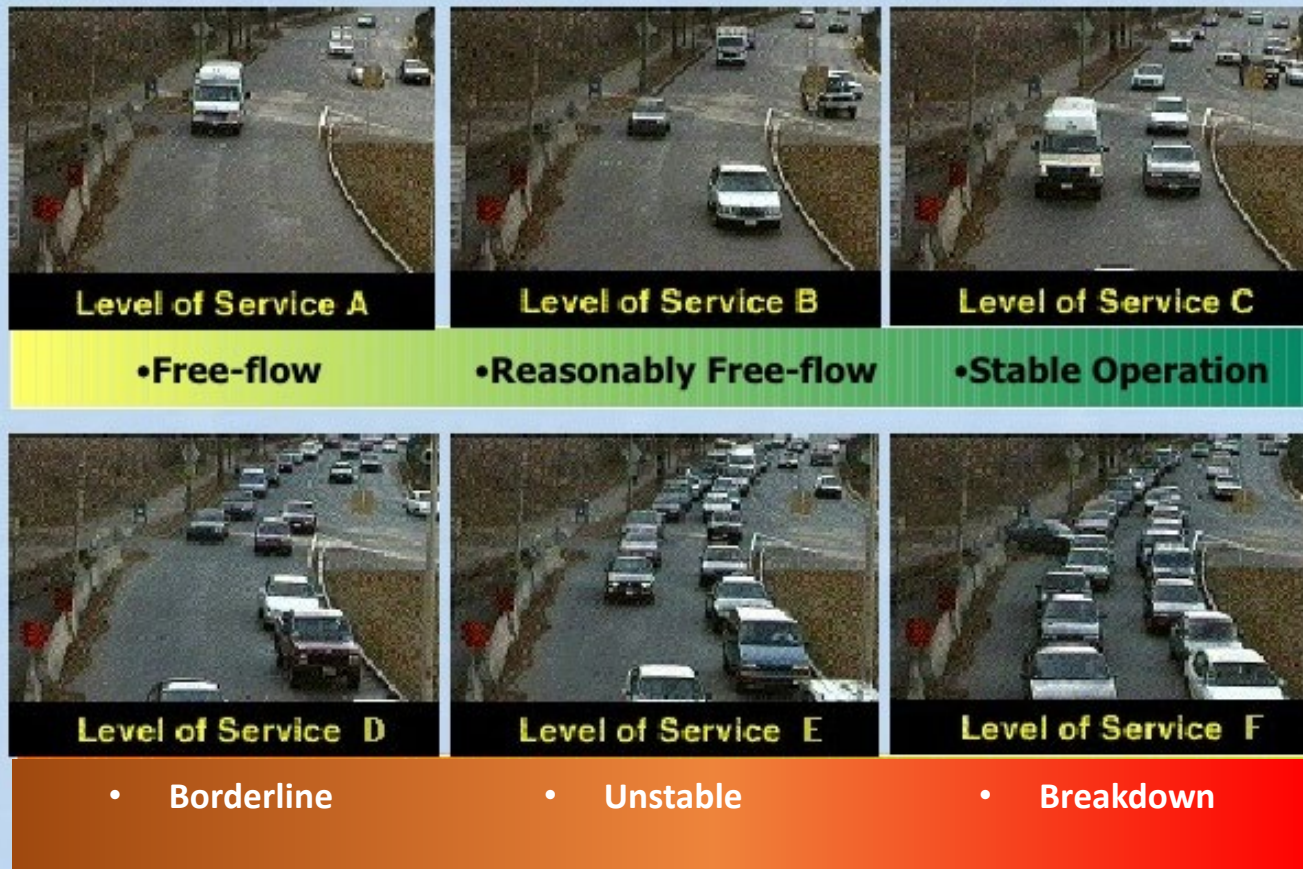 Level of Service A
Level of Service B
Level of Service C
•Free-flow
•Reasonably Free-flow
•Stable Operation
Level of Service D
Level of Service E
Level of Service F
• Borderline
• Unstable
• Breakdown